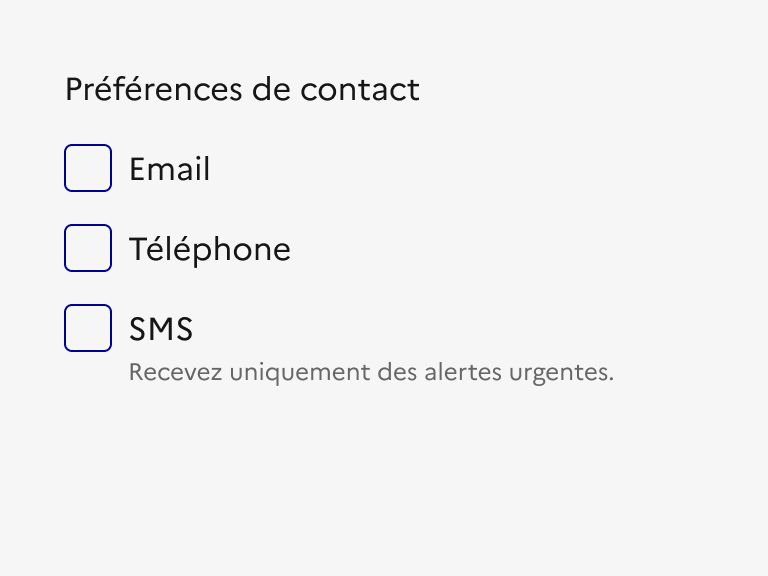 Préférences de contact
Email
Téléphone
SMS
Recevez uniquement des alertes urgentes.